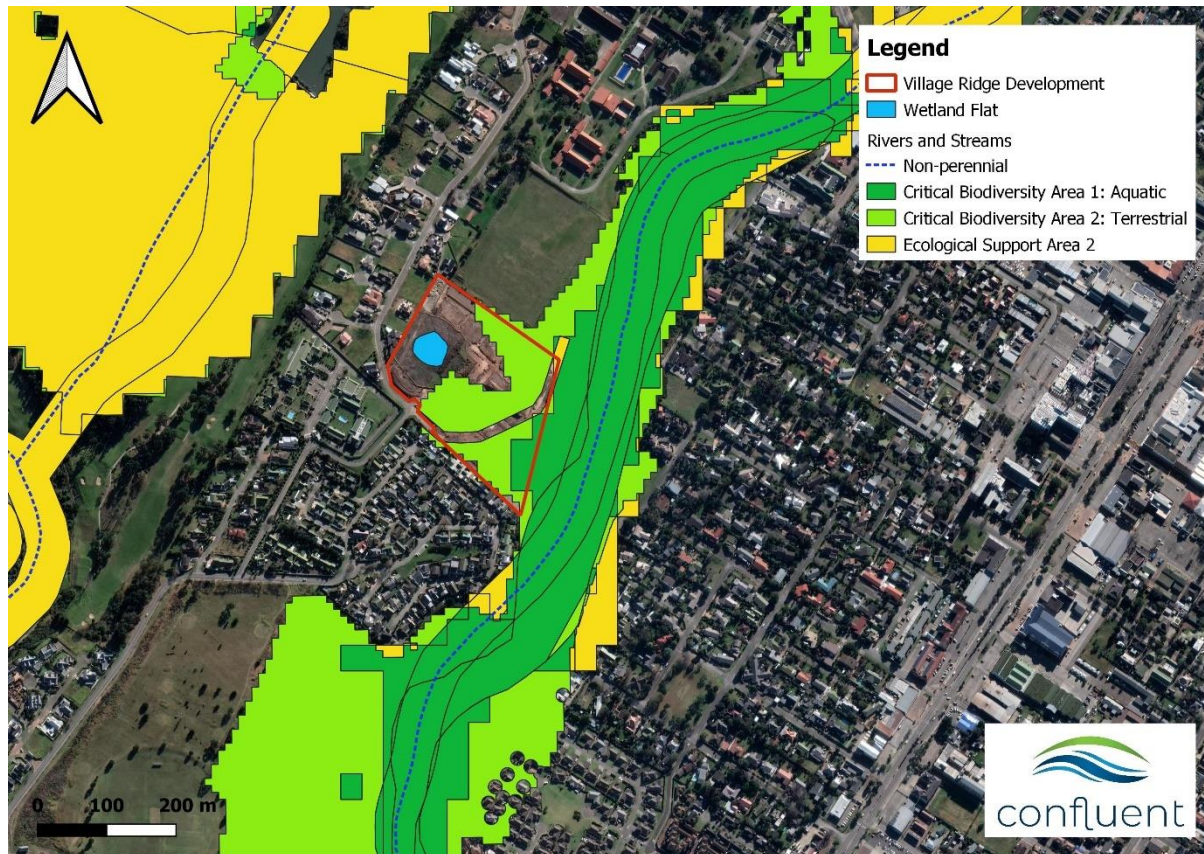 Legend
Village Ridge Development
Wetland Flat
Rivers and Streams
Non-perennial
Critical Biodiversity Area 1: Aquatic
Critical Biodiversity Area 2: Terrestrial
Ecological Support Area 2
0 100 200 m
confluent